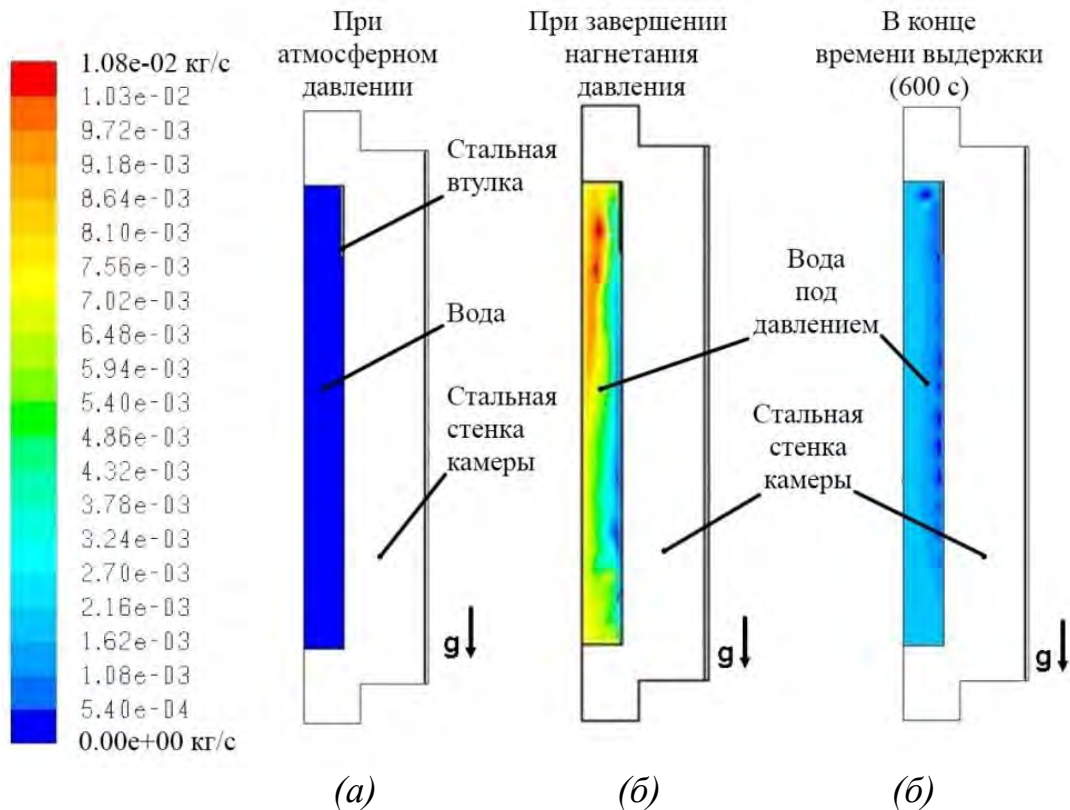 При
атмосферном
давлении
При завершении
нагнетания
давления
В конце
времени выдержки
(600 с)
1.08e-02 кг/с
1.03e-02
9.72e-03
9.18e-03
8.64e-03
8.10e-03
7.56e-03
7.02e-03
6.48e-03
5.94e-03
5.40e-03
4.86e-03
4.32e-03
3.78e-03
3.24e-03
2.70e-03
2.16e-03
1.62e-03
1.08e-03
5.40e-04
0.00e+00 кг/с
Стальная
втулка
Вода
Стальная
стенка
камеры
Вода
под
давлением
Стальная
стенка
камеры
g
g
g
(а)
(б)
(б)